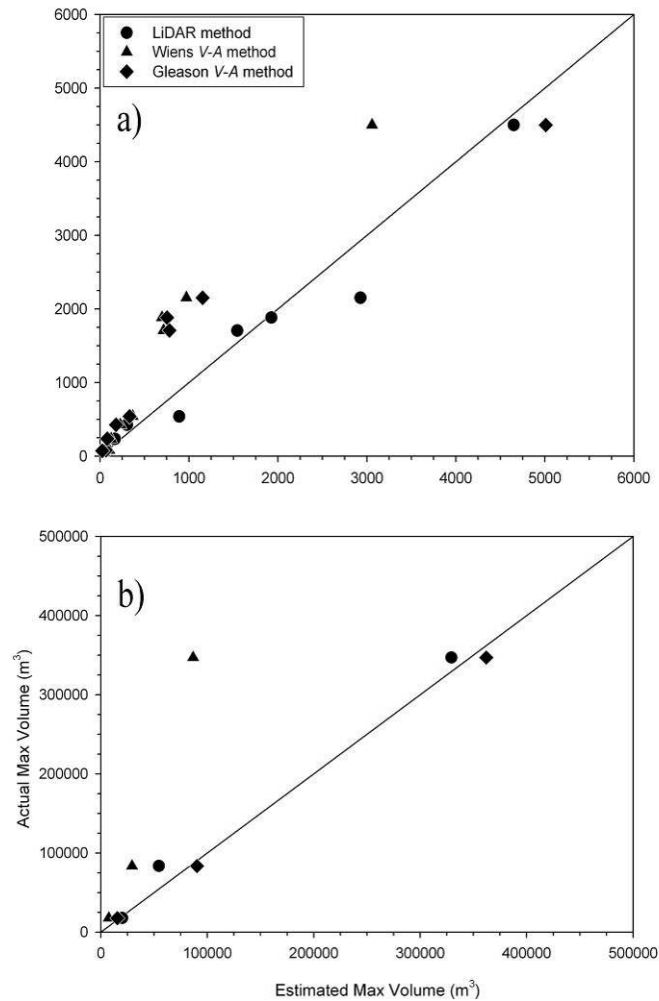 6000
LiDAR method
Wiens V-A method
Gleason V-A method
a)
5000
4000
3000
2000
1000
0
0 1000 2000 3000 4000 5000 6000
500000
b)
400000
300000
200000
100000
0
Actual Max Volume (m³)
0 100000 200000 300000 400000 500000
Estimated Max Volume (m³)